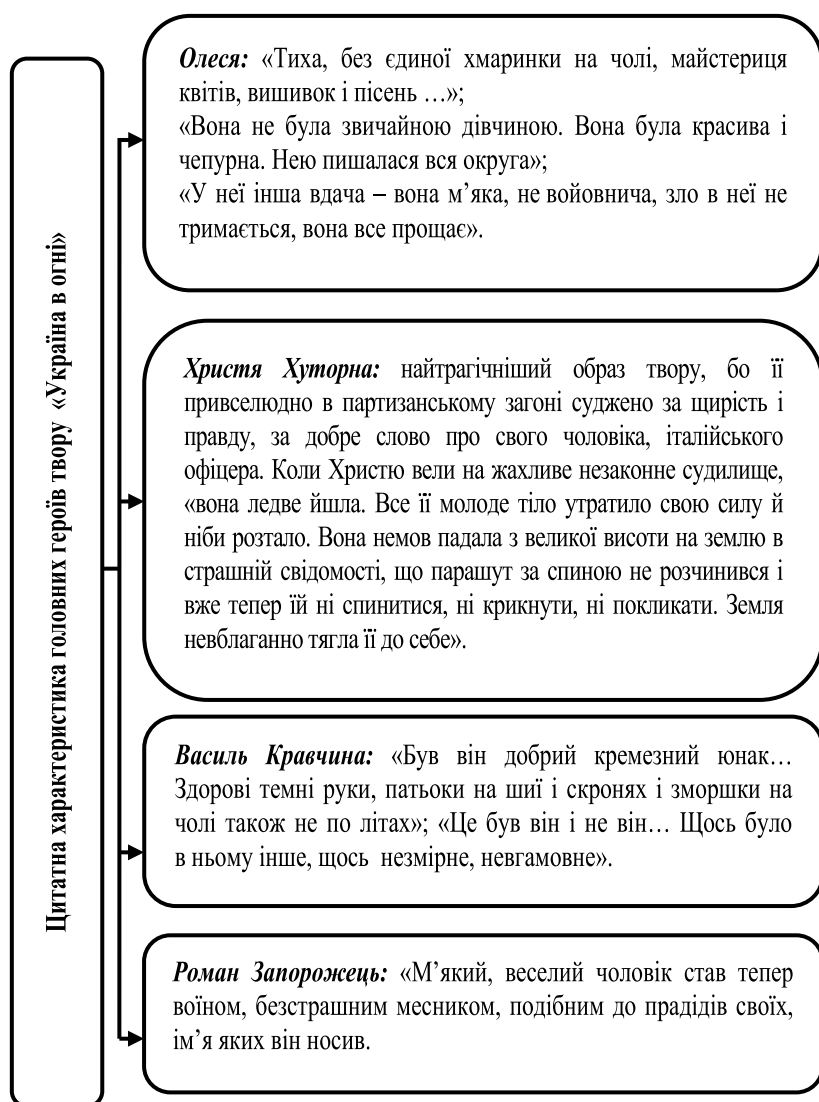 Цитатна характеристика головних героїв твору «Україна в огні»
Олеся: «Тиха, без єдиної хмаринки на чолі, майстериця
квітів, вишивок і пісень …»;
«Вона не була звичайною дівчиною. Вона була красива і
чепурна. Нею пишалася вся округа»;
«У неї інша вдача – вона м’яка, не войовнича, зло в неї не
тримається, вона все прощає».
Христя Хуторна: найтрагічніший образ твору, бо її
привселюдно в партизанському загоні суджено за щирість і
правду, за добре слово про свого чоловіка, італійського
офіцера. Коли Христю вели на жахливе незаконне судилище,
«вона ледве йшла. Все її молоде тіло утратило свою силу й
ніби розтало. Вона немов падала з великої висоти на землю в
страшній свідомості, що парашут за спиною не розчинився і
вже тепер їй ні спинитися, ні крикнути, ні покликати. Земля
невблаганно тягла її до себе».
Василь Кравчина: «Був він добрий кремезний юнак…
Здорові темні руки, патьоки на шиї і скронях і зморшки на
чолі також не по літах»; «Це був він і не він… Щось було
в ньому інше, щось незмірне, невгамовне».
Роман Запорожець: «М’який, веселий чоловік став тепер
воїном, безстрашним месником, подібним до прадідів своїх,
ім’я яких він носив.